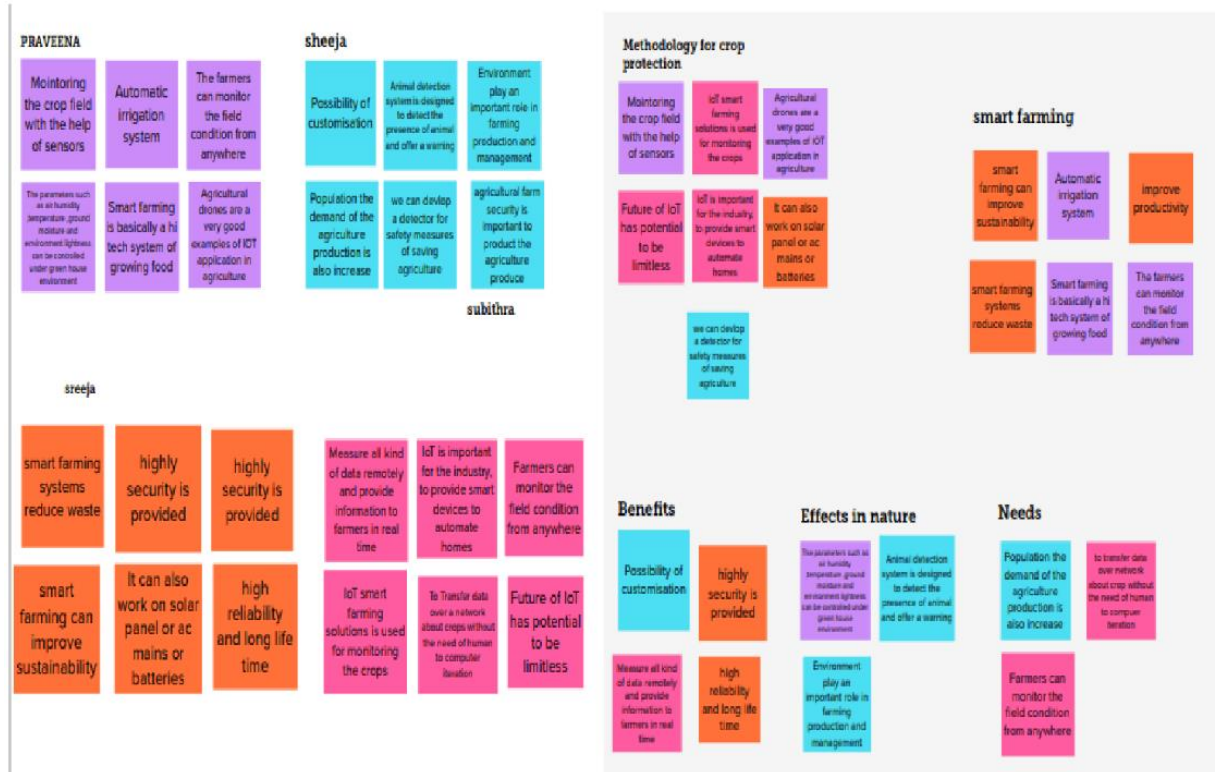 PRAVEENA
Mointoring
the crop field
with the help
of sensors
Automatic
irrigation
system
The farmers
can monitor
the field
condition from
anywhere
The parameters such
as air humidity
,temperature ,ground
moisture and
environment lightness
can be controlled
under green house
environment
Smart farming
is basically a hi
tech system of
growing food
Agricultural
drones are a
very good
examples of IOT
application in
agriculture
sheeja
Possibility of
customisation
Animal detection
system is designed
to detect the
presence of animal
and offer a warning
Environment
play an
important role in
farming
production and
management
Population the
demand of the
agriculture
production is
also increase
we can devlop
a detector for
safety measures
of saving
agriculture
agricultural farm
security is
important to
product the
agriculture
produce
subithra
sreeja
smart farming
systems
reduce waste
highly
security is
provided
highly
security is
provided
smart
farming can
improve
sustainability
It can also
work on solar
panel or ac
mains or
batteries
high
reliability
and long life
time
Measure all kind
of data remotely
and provide
information to
farmers in real
time
IoT is important
for the industry,
to provide smart
devices to
automate
homes
Farmers can
monitor the
field condition
from anywhere
IoT smart
farming
solutions is used
for monitoring
the crops
To Transfer data
over a network
about crops without
the need of human
to computer
iteration
Future of IoT
has potential
to be
limitless
Methodology for crop
protection
Mointoring
the crop field
with the help
of sensors
IoT smart
farming
solutions is used
for monitoring
the crops
Agricultural
drones are a
very good
examples of IOT
application in
agriculture
Future of IoT
has potential
to be
limitless
IoT is important
for the industry,
to provide smart
devices to
automate
homes
It can also
work on solar
panel or ac
mains or
batteries
we can devlop
a detector for
safety measures
of saving
agriculture
smart farming
smart
farming can
improve
sustainability
Automatic
irrigation
system
improve
productivity
smart farming
systems
reduce waste
Smart farming
is basically a hi
tech system of
growing food
The farmers
can monitor
the field
condition from
anywhere
Benefits
Possibility of
customisation
highly
security is
provided
Measure all kind
of data remotely
and provide
information to
farmers in real
time
high
reliability
and long life
time
Effects in nature
The parameters such as
air humidity
,temperature ,ground
moisture and
environment lightness
can be controlled under
green house
environment
Animal detection
system is designed
to detect the
presence of animal
and offer a warning
Environment
play an
important role in
farming
production and
management
Needs
Population the
demand of the
agriculture
production is
also increase
to transfer data
over network
about crop without
the need of human
to compuer
iteration
Farmers can
monitor the
field condition
from anywhere